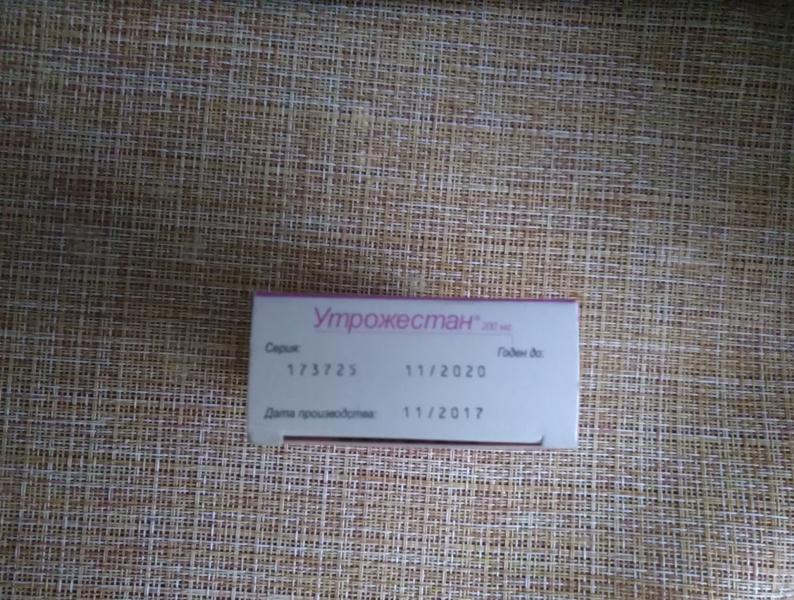 Утрожестан® 200 мг
Серия: Годен до:
173725 11/2020
Дата производства: 11/2017